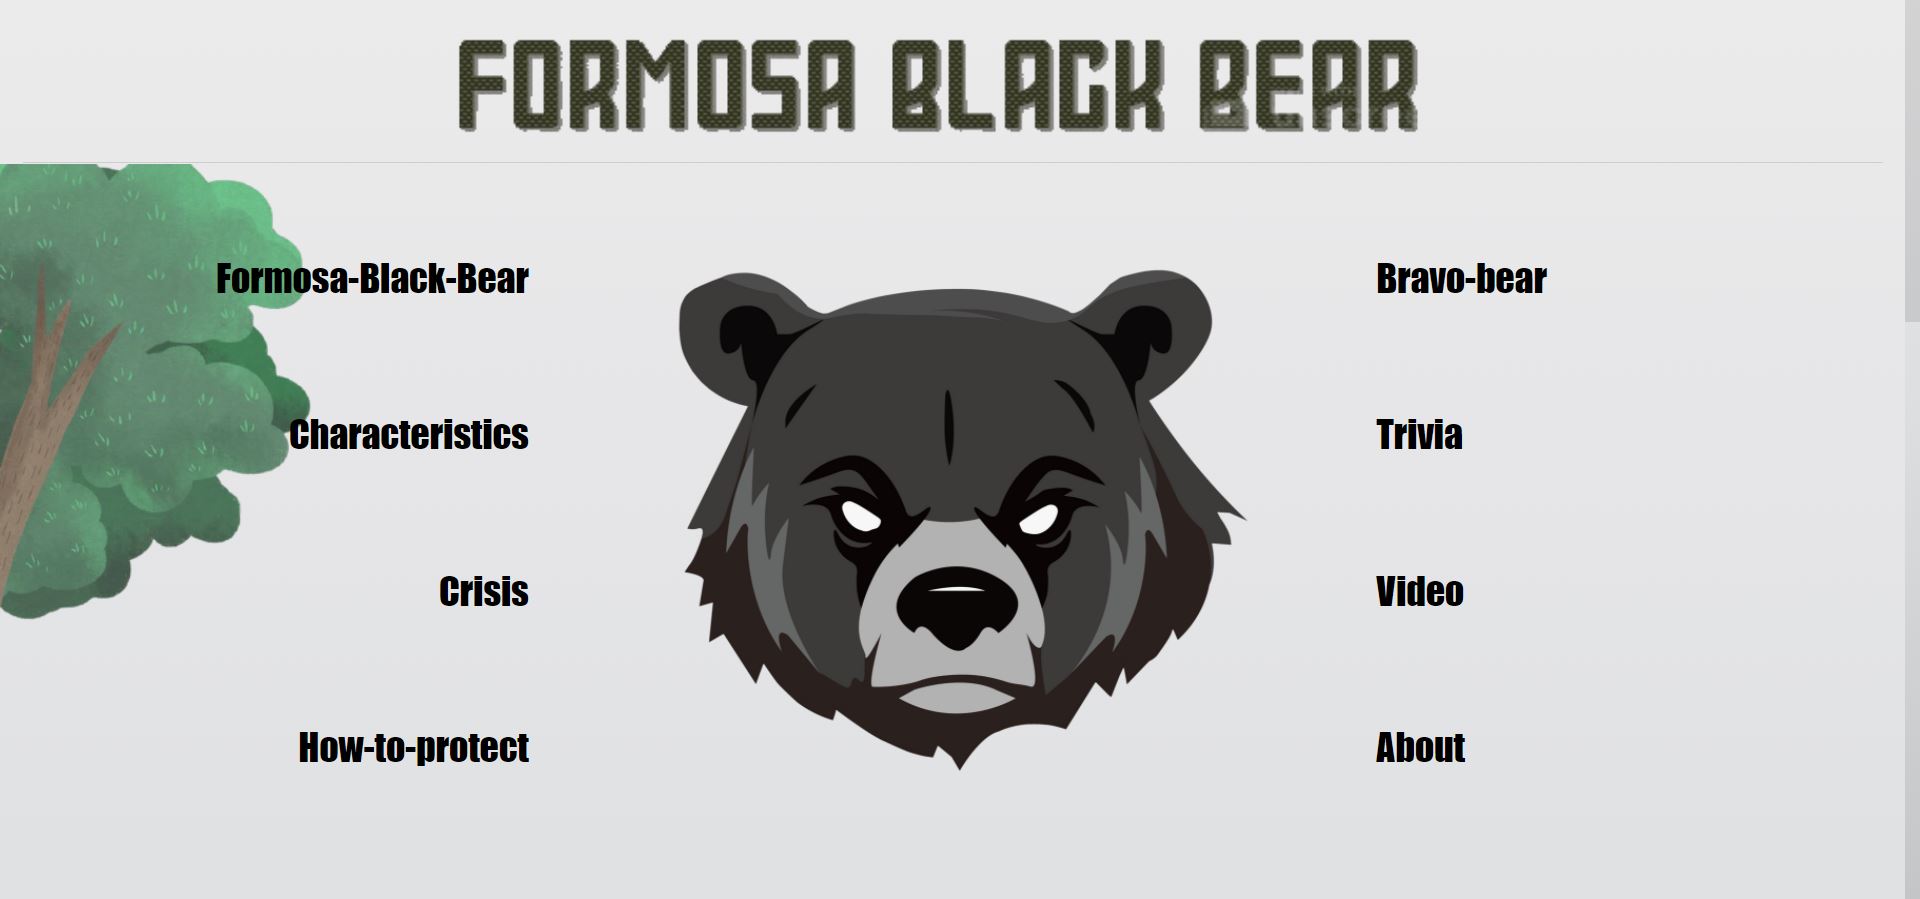 FORMOSA BLACK BEAR
Formosa-Black-Bear
Characteristics
Crisis
How-to-protect
Bravo-bear
Trivia
Video
About